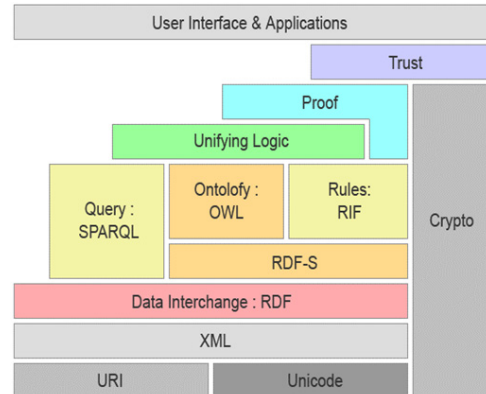 User Interface & Applications
Trust
Proof
Unifying Logic
Query :
SPARQL
Ontolofy :
OWL
Rules:
RIF
Crypto
RDF-S
Data Interchange : RDF
XML
URI
Unicode